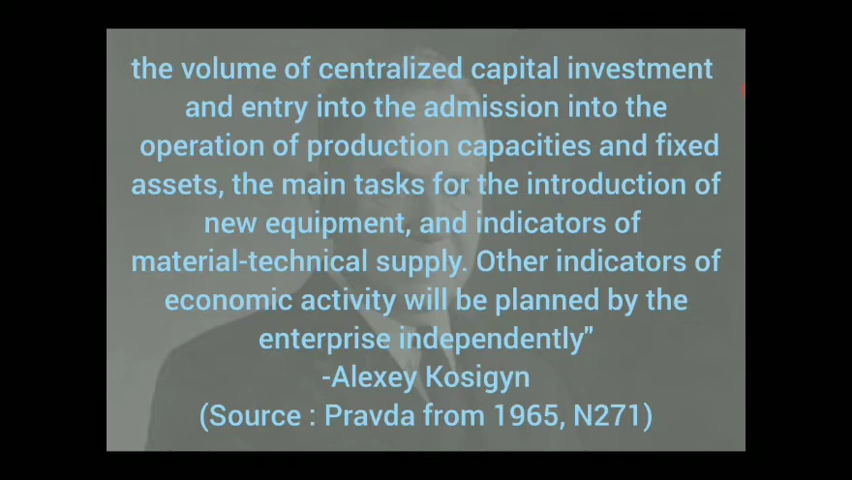 the volume of centralized capital investment
and entry into the admission into the
operation of production capacities and fixed
assets, the main tasks for the introduction of
new equipment, and indicators of
material-technical supply. Other indicators of
economic activity will be planned by the
enterprise independently"
-Alexey Kosigyn
(Source : Pravda from 1965, N271)